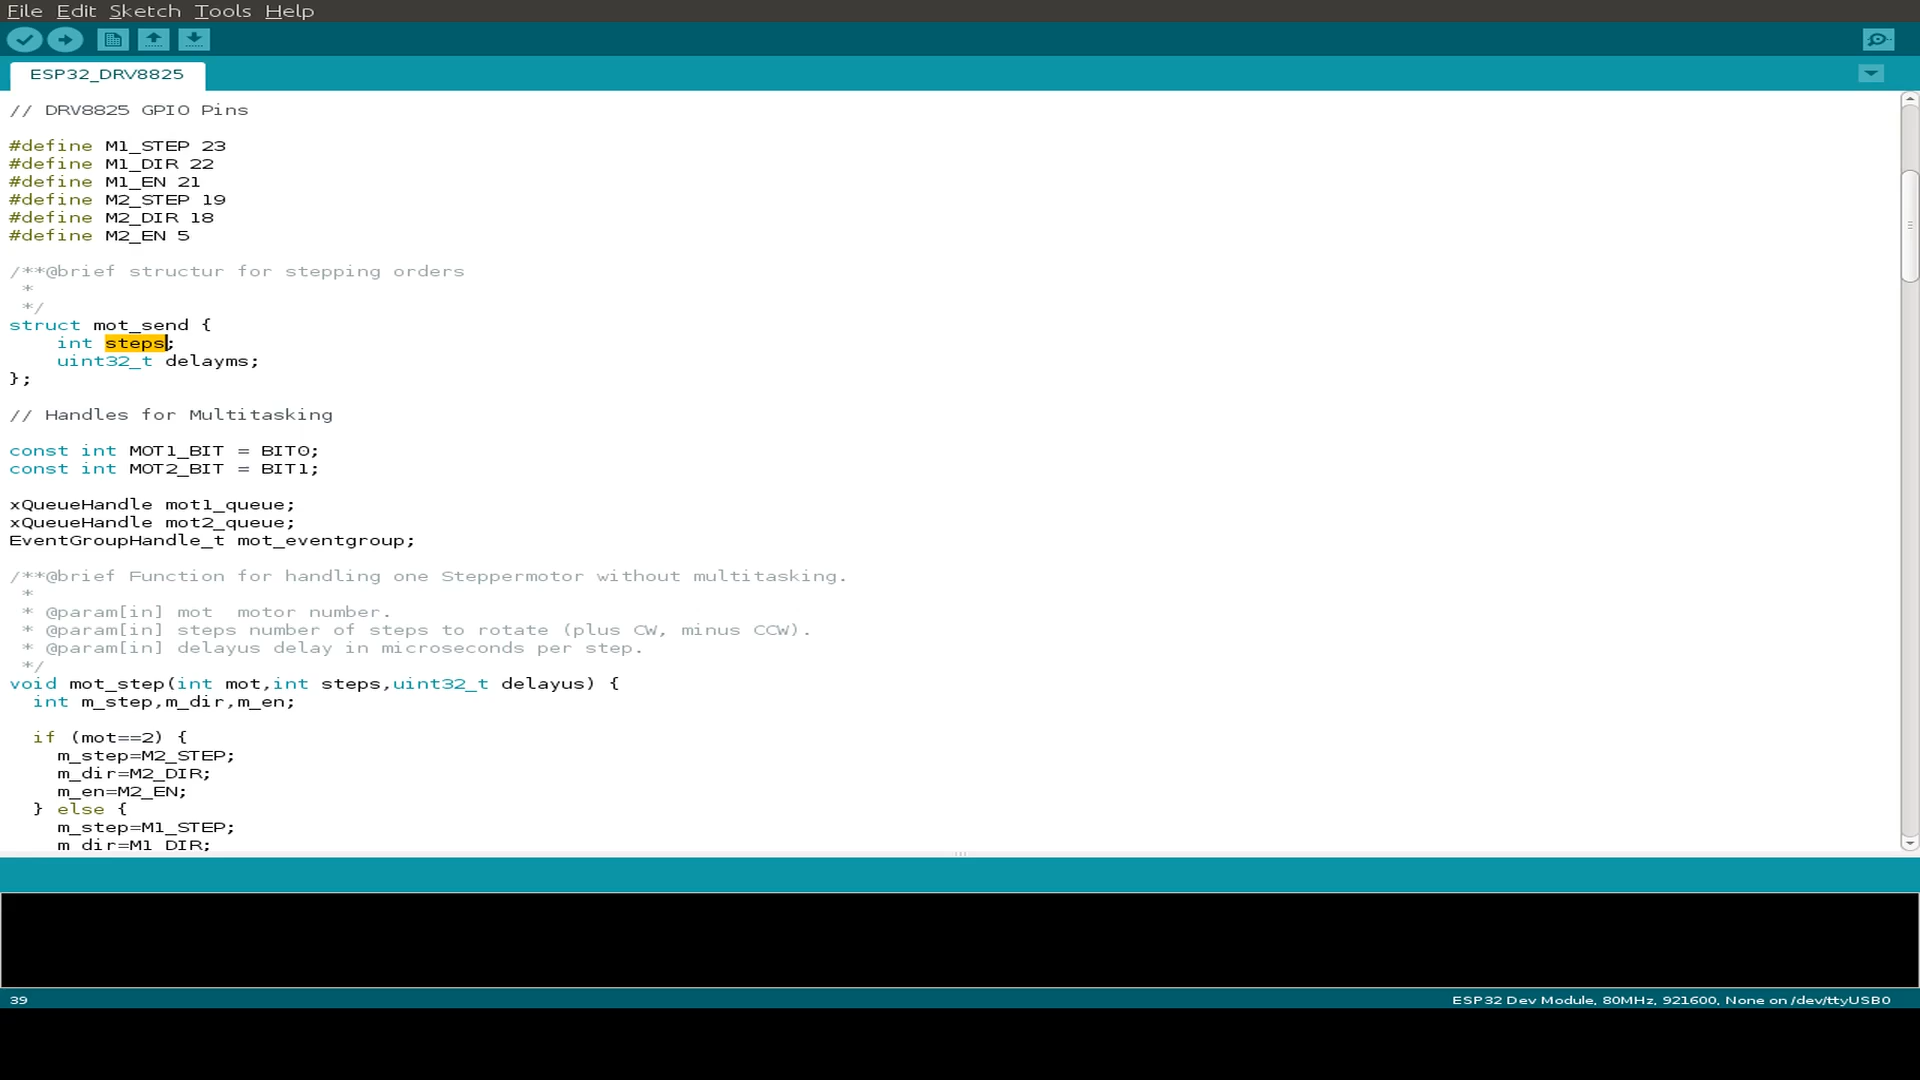 File Edit Sketch Tools Help
ESP32_DRV8825
// DRV8825 GPIO Pins
#define M1_STEP 23
#define M1_DIR 22
#define M1_EN 21
#define M2_STEP 19
#define M2_DIR 18
#define M2_EN 5
/**@brief structur for stepping orders
*
*/
struct mot_send {
int steps;
uint32_t delayms;
};
// Handles for Multitasking
const int MOT1_BIT = BIT0;
const int MOT2_BIT = BIT1;
xQueueHandle mot1_queue;
xQueueHandle mot2_queue;
EventGroupHandle_t mot_eventgroup;
/**@brief Function for handling one Steppermotor without multitasking.
*
* @param[in] mot  motor number.
* @param[in] steps number of steps to rotate (plus CW, minus CCW).
* @param[in] delayus delay in microseconds per step.
*/
void mot_step(int mot,int steps,uint32_t delayus) {
int m_step,m_dir,m_en;
if (mot==2) {
m_step=M2_STEP;
m_dir=M2_DIR;
m_en=M2_EN;
} else {
m_step=M1_STEP;
m_dir=M1_DIR;
39
ESP32 Dev Module, 80MHz, 921600, None on /dev/ttyUSB0